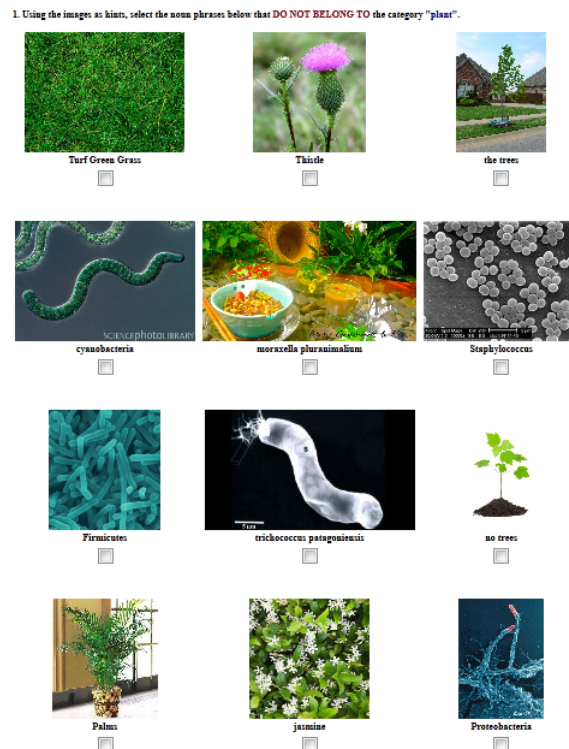 1. Using the images as hints, select the noun phrases below that DO NOT BELONG TO the category "plant".
Turf Green Grass
Thistle
the trees
SCIENCEPHOTOLIBRARY
cyanobacteria
moraxella pluranimalium
Staphylococcus
5 µm
Firmicutes
trichococcus patagoniensis
no trees
Palms
jasmine
Proteobacteria